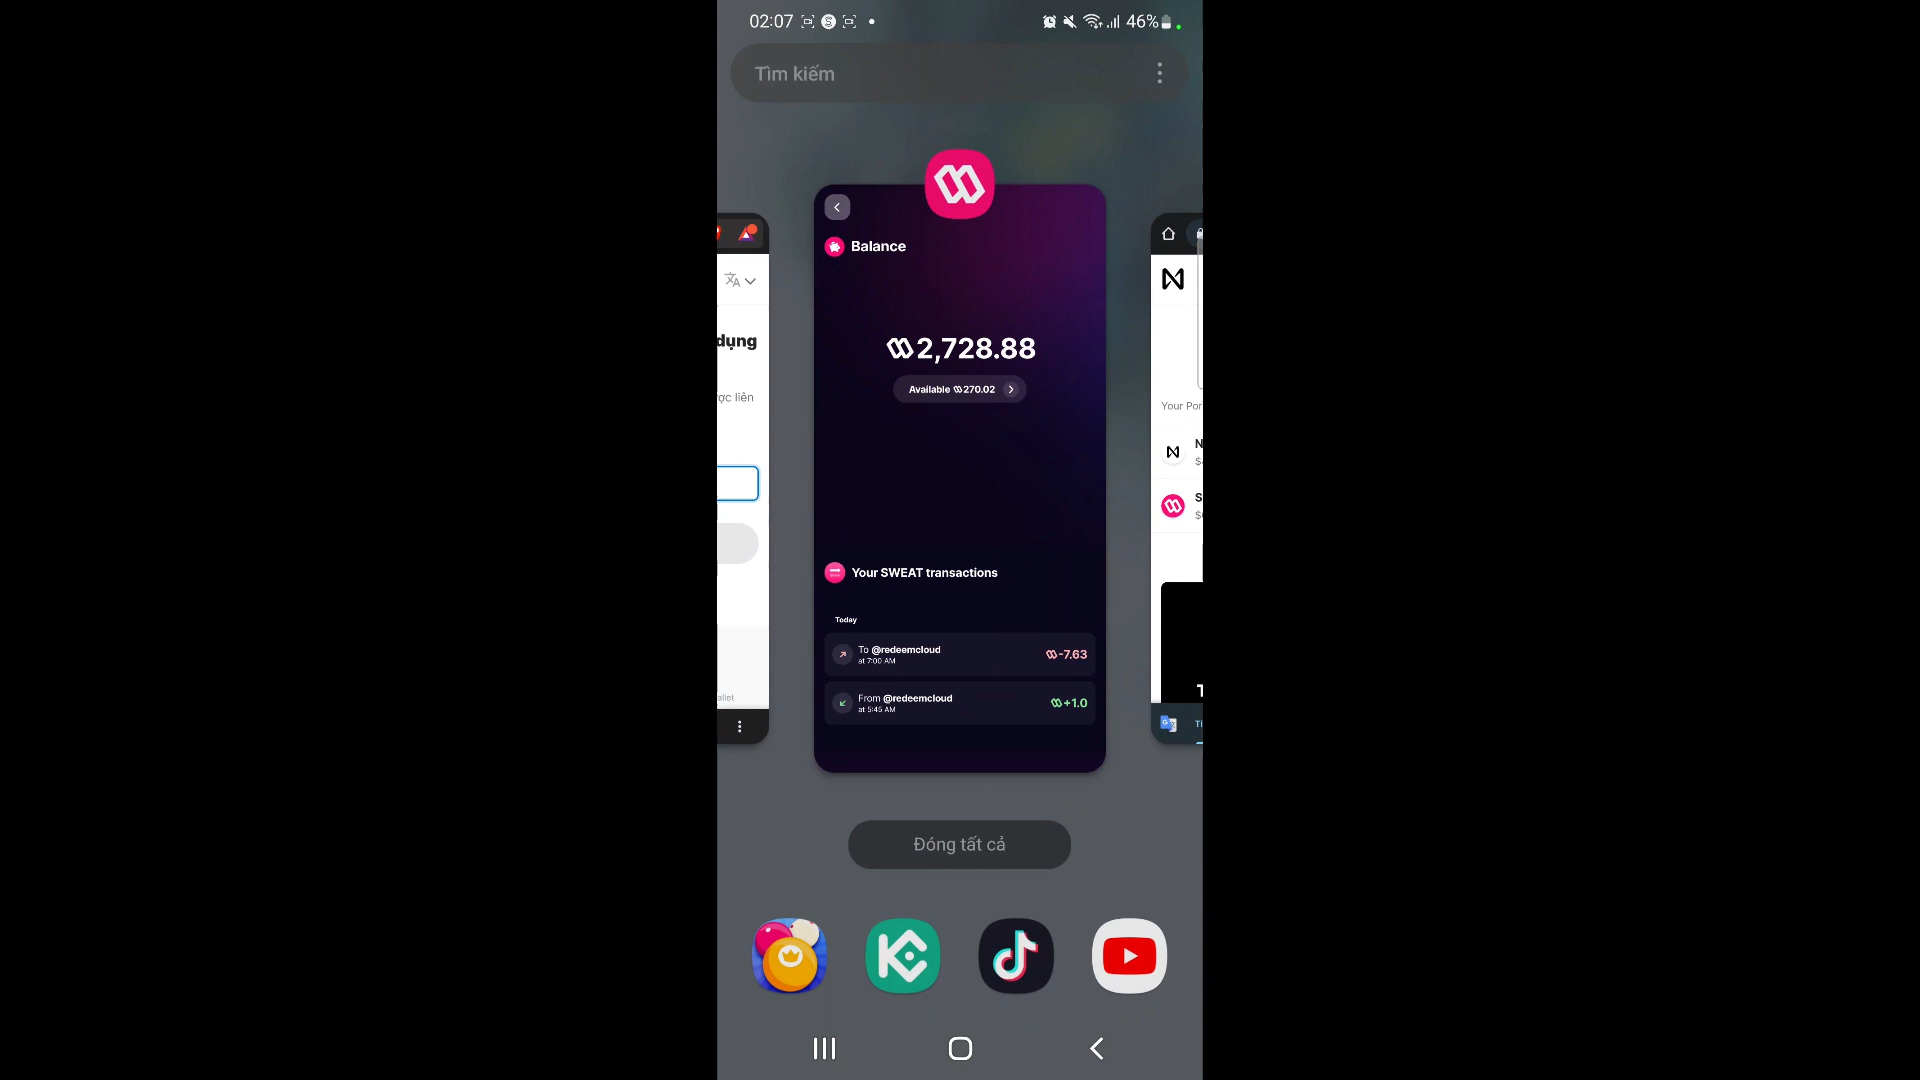 02:07
46%
Tìm kiếm
Balance
2,728.88
Available 270.02
Your SWEAT transactions
Today
To @redeemcloud
at 7:00 AM
-7.63
From @redeemcloud
at 5:45 AM
+1.0
dụng
ợc liên
allet
Your Por
N
S
T
Đóng tất cả